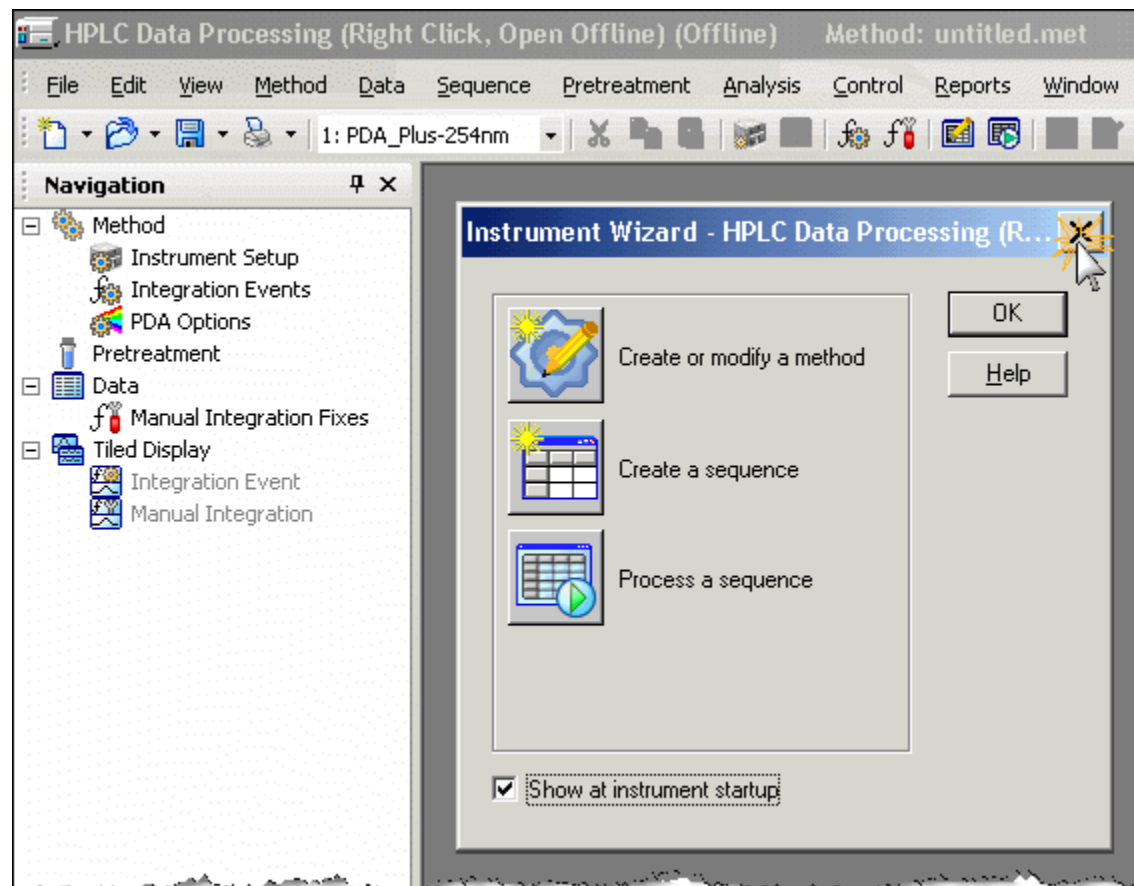 HPLC Data Processing (Right Click, Open Offline) (Offline) Method: untitled.met
File Edit View Method Data Sequence Pretreatment Analysis Control Reports Window
1: PDA_Plus-254nm
Navigation
Method
Instrument Setup
Integration Events
PDA Options
Pretreatment
Data
Manual Integration Fixes
Tiled Display
Integration Event
Manual Integration
Instrument Wizard - HPLC Data Processing (R...
Create or modify a method
Create a sequence
Process a sequence
OK
Help
Show at instrument startup